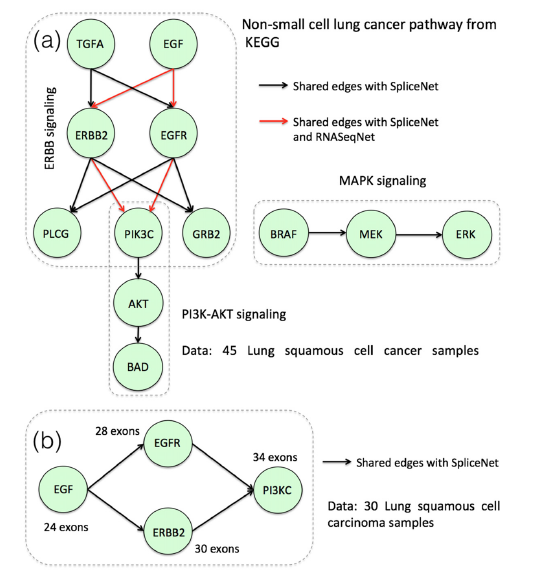 (a)
Non-small cell lung cancer pathway from
KEGG
TGFA
EGF
Shared edges with SpliceNet
Shared edges with SpliceNet
and RNASeqNet
ERBB signaling
ERBB2
EGFR
MAPK signaling
PLCG
PIK3C
GRB2
BRAF
MEK
ERK
AKT
PI3K-AKT signaling
BAD
Data: 45 Lung squamous cell cancer samples
(b)
28 exons
EGFR
34 exons
Shared edges with SpliceNet
EGF
PI3KC
24 exons
ERBB2
30 exons
Data: 30 Lung squamous cell
carcinoma samples